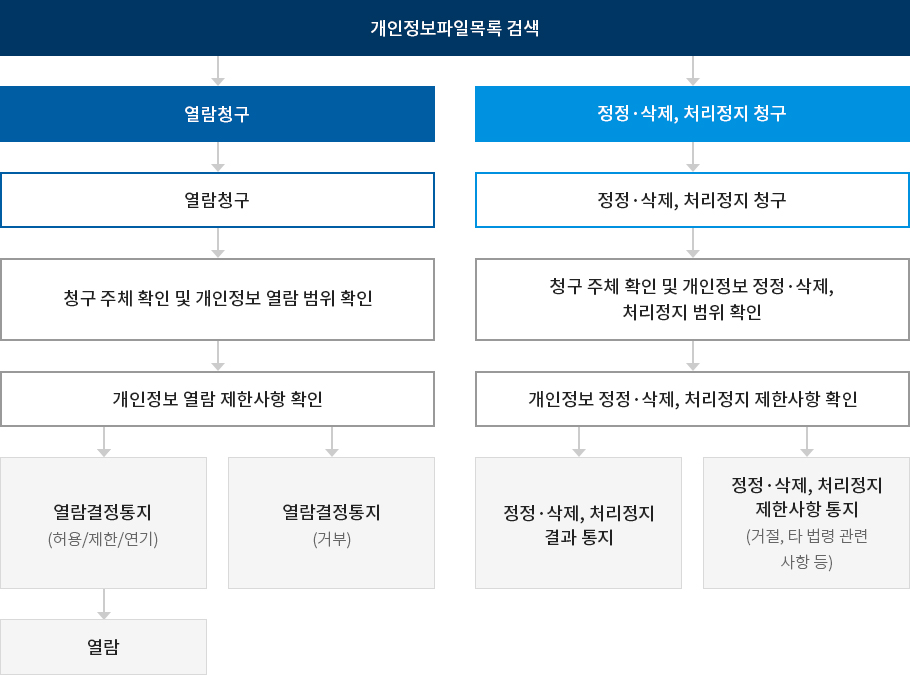 개인정보파일목록 검색
열람청구
정정·삭제, 처리정지 청구
열람청구
정정·삭제, 처리정지 청구
청구 주체 확인 및 개인정보 열람 범위 확인
청구 주체 확인 및 개인정보 정정·삭제,
처리정지 범위 확인
개인정보 열람 제한사항 확인
개인정보 정정·삭제, 처리정지 제한사항 확인
열람결정통지
(허용/제한/연기)
열람결정통지
(거부)
정정·삭제, 처리정지
결과 통지
정정·삭제, 처리정지
제한사항 통지
(거절, 타 법령 관련
사항 등)
열람